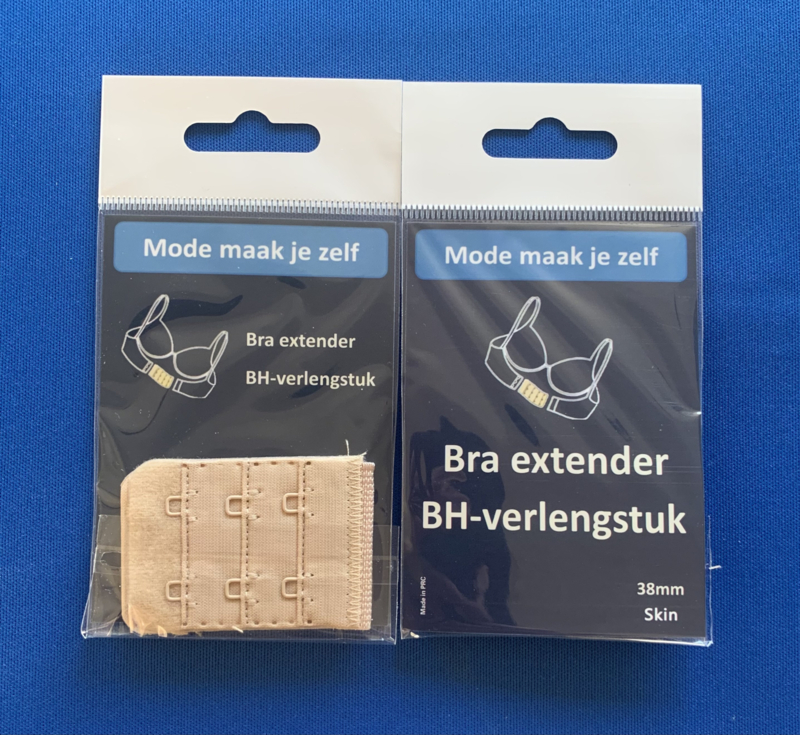 Mode maak je zelf
Bra extender
BH-verlengstuk
Mode maak je zelf
Bra extender
BH-verlengstuk
Made in PRC
38mm
Skin